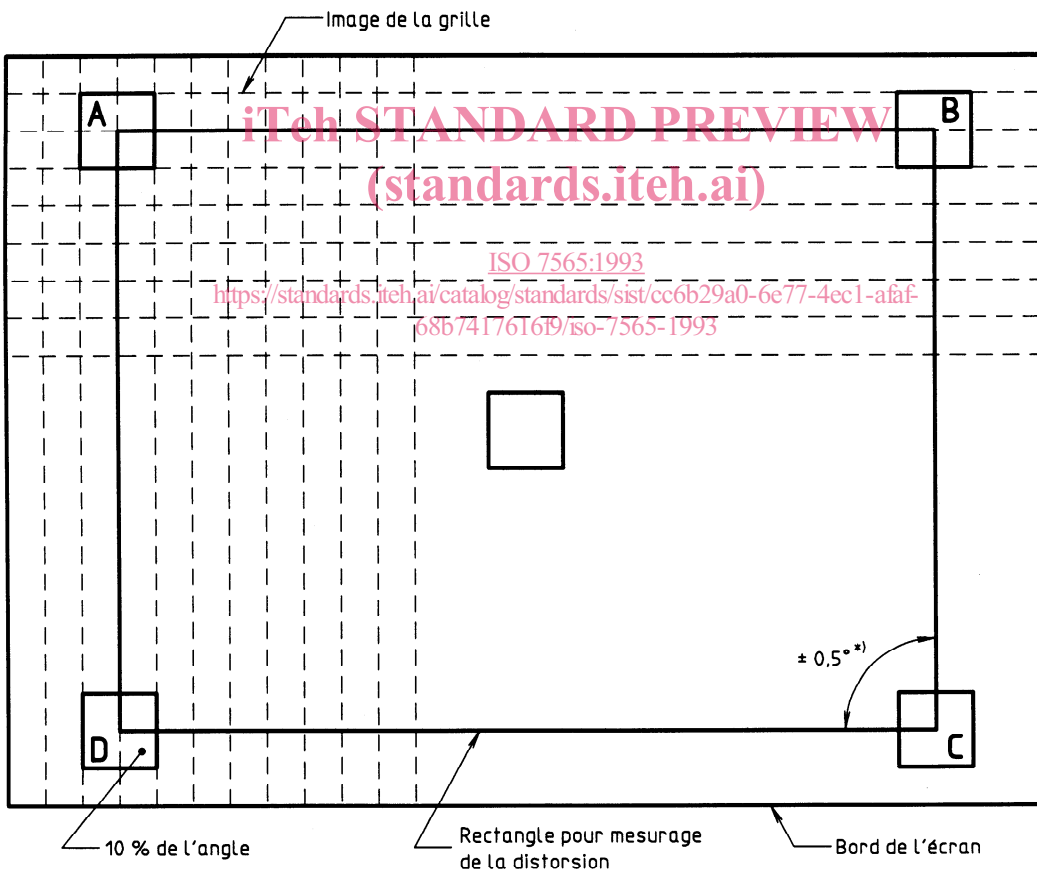 Image de la grille
A
B
iTeh STANDARD PREVIEW
(standards.iteh.ai)
ISO 7565:1993
https://standards.iteh.ai/catalog/standards/sist/cc6b29a0-6e77-4ec1-afaf-
68b7417616f9/iso-7565-1993
± 0,5° *)
D
C
10 % de l'angle
Rectangle pour mesurage
de la distorsion
Bord de l'écran